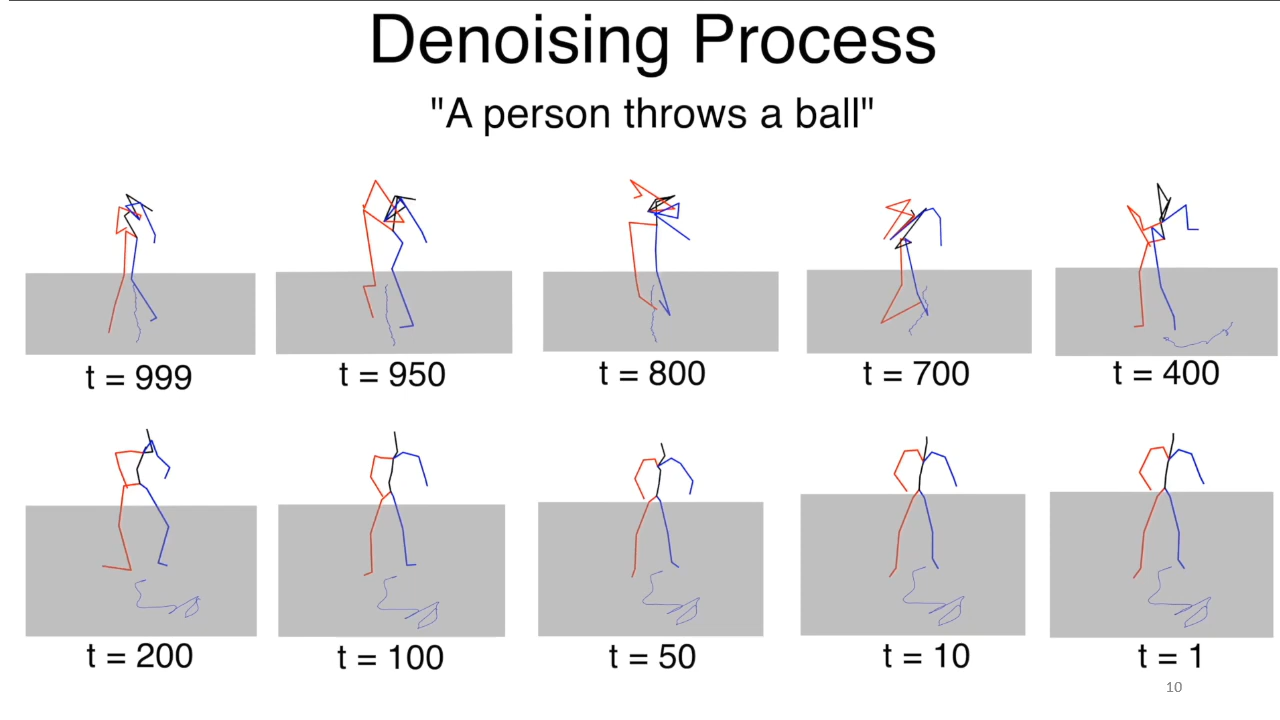 Denoising Process
"A person throws a ball"
t = 999
t = 950
t = 800
t = 700
t = 400
t = 200
t = 100
t = 50
t = 10
t = 1
10